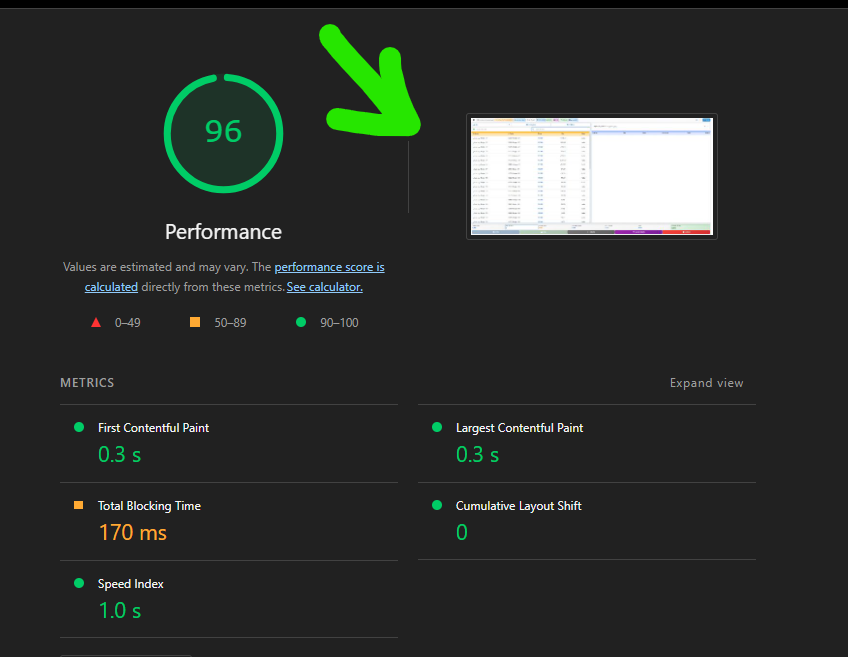 96
Performance
Values are estimated and may vary. The performance score is
calculated directly from these metrics. See calculator.
0–49
50–89
90–100
METRICS
Expand view
First Contentful Paint
0.3 s
Largest Contentful Paint
0.3 s
Total Blocking Time
170 ms
Cumulative Layout Shift
0
Speed Index
1.0 s